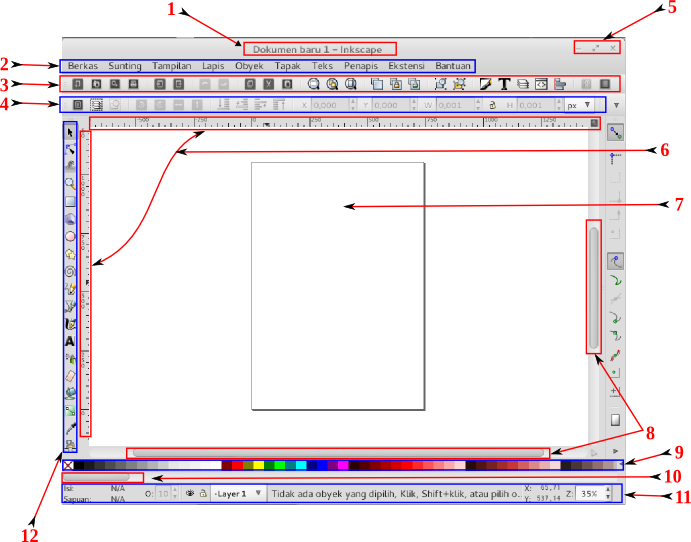 1
5
Dokumen baru 1 - Inkscape
2
Berkas Sunting Tampilan Lapis Obyek Tapak Teks Penapis Ekstensi Bantuan
3
4
X 0,000 Y 0,000 W 0,001 H 0,001 px
-500 -250 0 250 500 750 1000 1250
6
7
8
9
10
Isi: N/A O: 10 -Layer 1 Tidak ada obyek yang dipilih, Klik, Shift+klik, atau pilih o.. X: 65,71 Z: 35%
Sapuan: N/A Y: 537,14
11
12